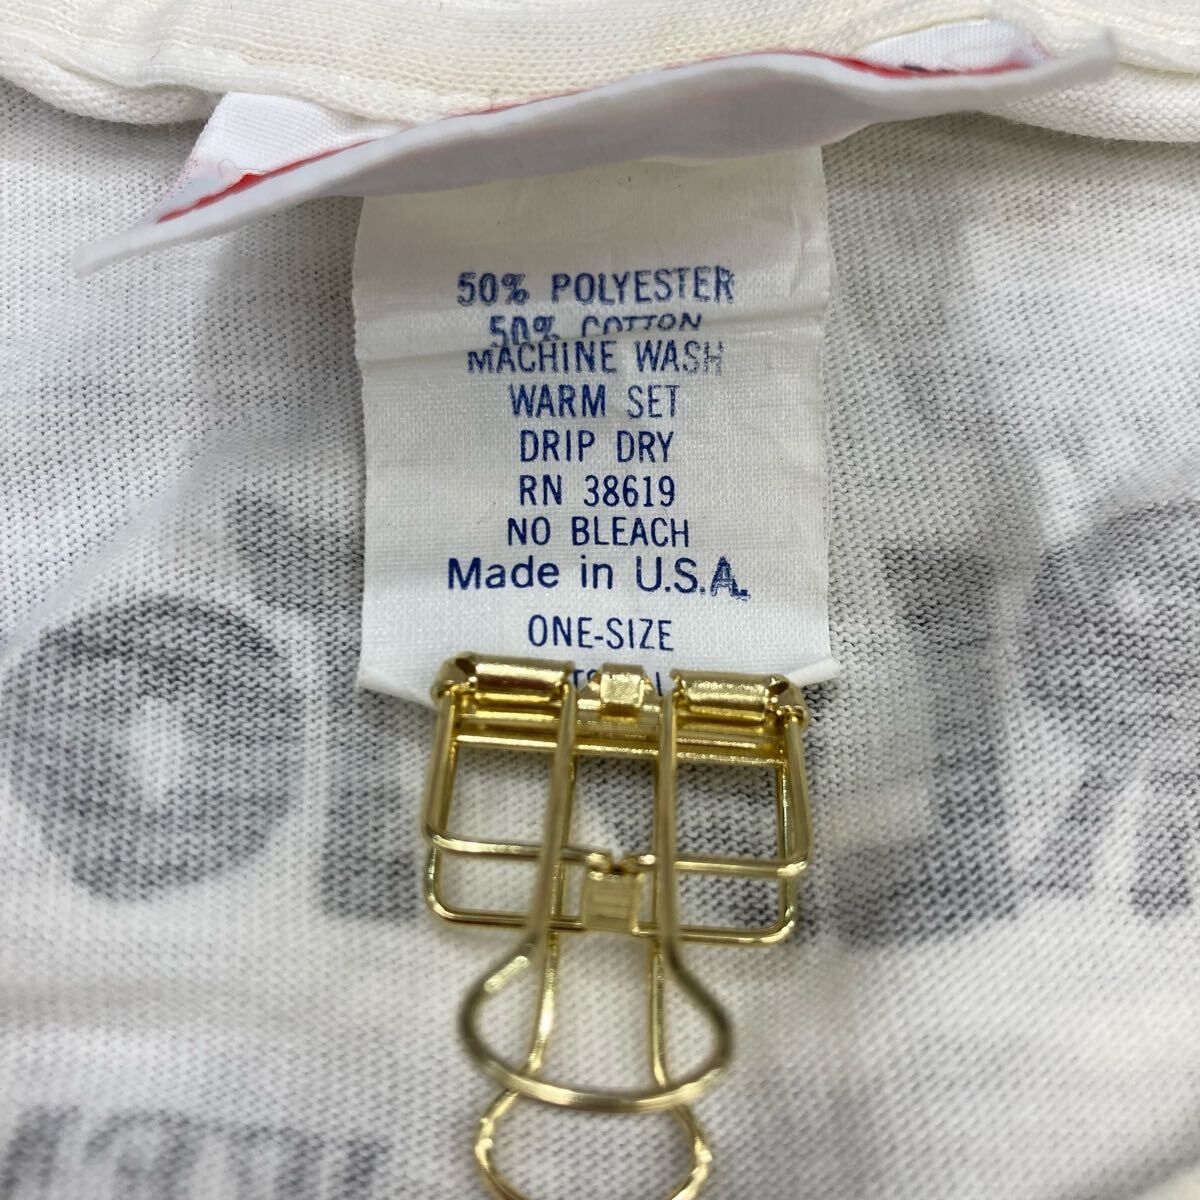 50% POLYESTER
50% COTTON
MACHINE WASH
WARM SET
DRIP DRY
RN 38619
NO BLEACH
Made in U.S.A.
ONE-SIZE